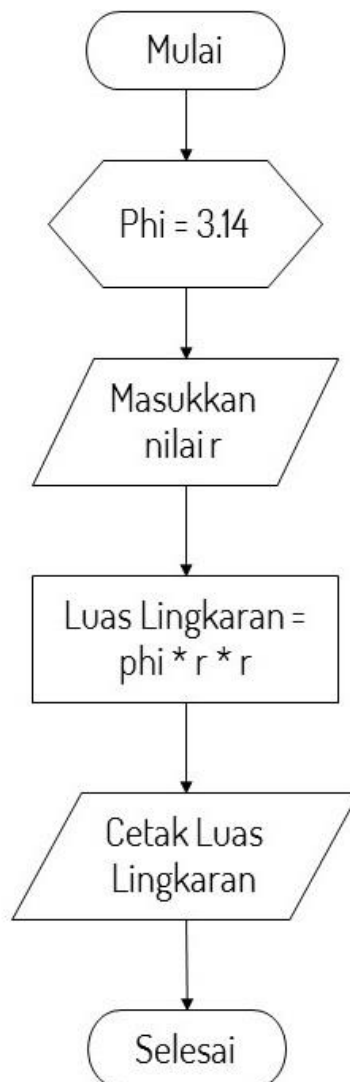 Mulai
Phi = 3.14
Masukkan
nilai r
Luas Lingkaran =
phi * r * r
Cetak Luas
Lingkaran
Selesai